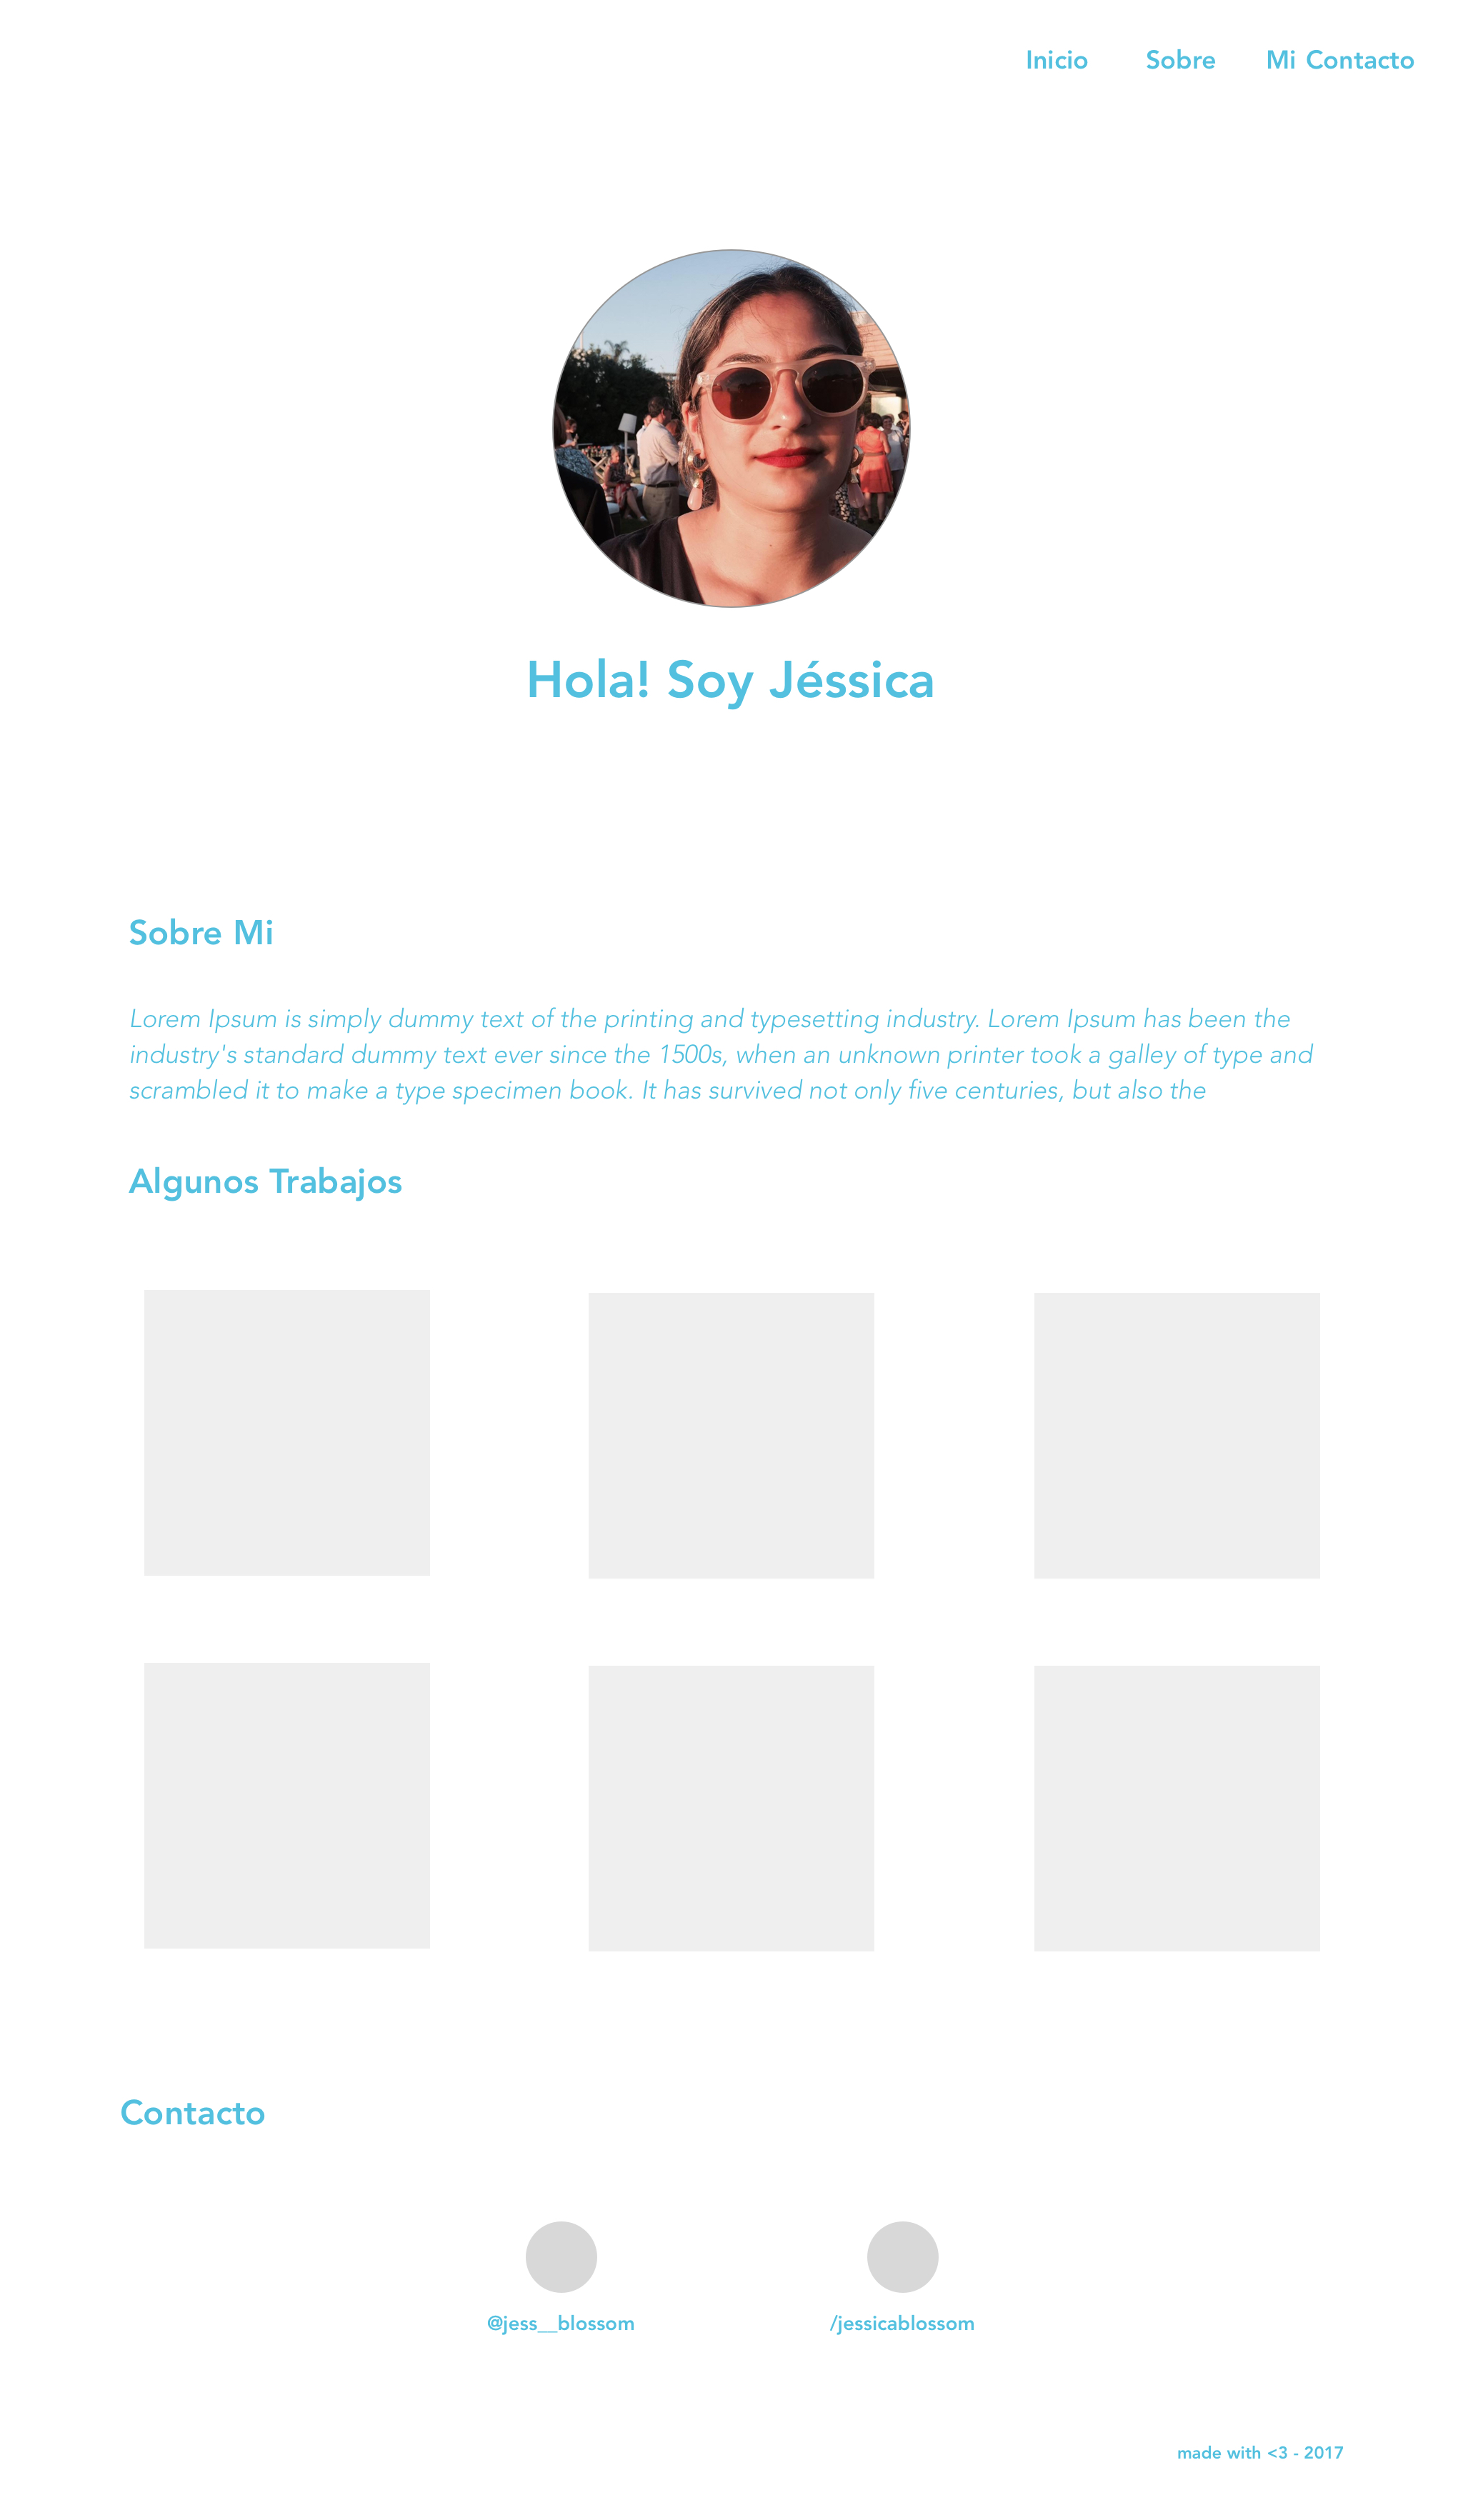 Inicio Sobre Mi Contacto
Hola! Soy Jéssica
Sobre Mi
Lorem Ipsum is simply dummy text of the printing and typesetting industry. Lorem Ipsum has been the
industry's standard dummy text ever since the 1500s, when an unknown printer took a galley of type and
scrambled it to make a type specimen book. It has survived not only five centuries, but also the
Algunos Trabajos
Contacto
@jess__blossom /jessicablossom
made with <3 - 2017